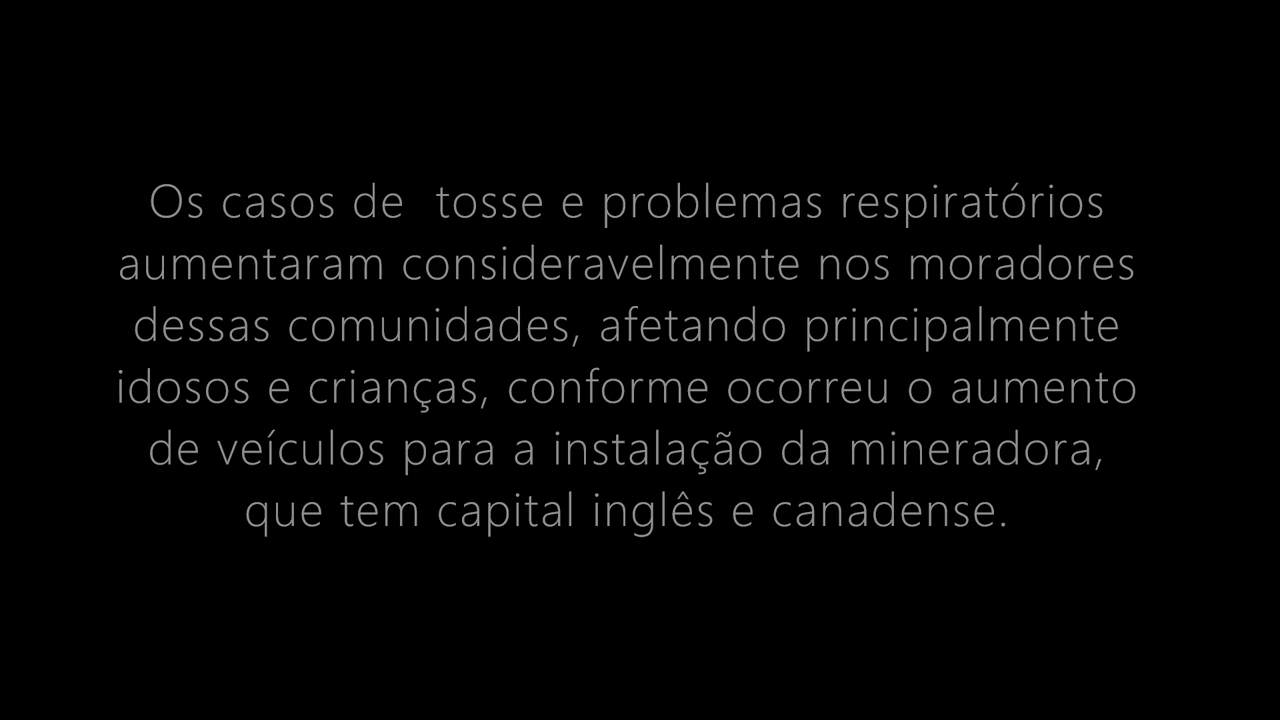 Os casos de  tosse e problemas respiratórios
aumentaram consideravelmente nos moradores
dessas comunidades, afetando principalmente
idosos e crianças, conforme ocorreu o aumento
de veículos para a instalação da mineradora,
que tem capital inglês e canadense.